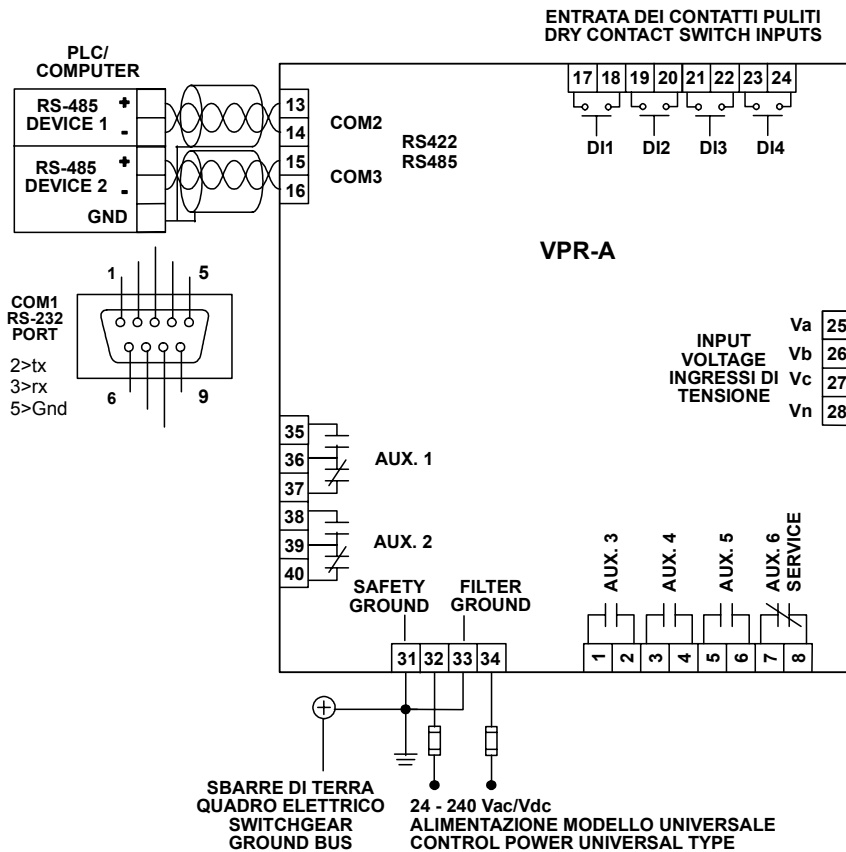 ENTRATA DEI CONTATTI PULITI
DRY CONTACT SWITCH INPUTS
17 18 19 20 21 22 23 24
DI1 DI2 DI3 DI4
PLC/
COMPUTER
RS-485 +
DEVICE 1 -
RS-485 +
DEVICE 2 -
GND
13
14
15
16
COM2
COM3
RS422
RS485
VPR-A
1 5
COM1
RS-232
PORT
2>tx
3>rx
5>Gnd
6 9
INPUT
VOLTAGE
INGRESSI DI
TENSIONE
Va 25
Vb 26
Vc 27
Vn 28
35
36
37
AUX. 1
38
39
40
AUX. 2
SAFETY
GROUND
FILTER
GROUND
31 32 33 34
AUX. 3
AUX. 4
AUX. 5
AUX. 6
SERVICE
1 2 3 4 5 6 7 8
SBARRE DI TERRA
QUADRO ELETTRICO
SWITCHGEAR
GROUND BUS
24 - 240 Vac/Vdc
ALIMENTAZIONE MODELLO UNIVERSALE
CONTROL POWER UNIVERSAL TYPE